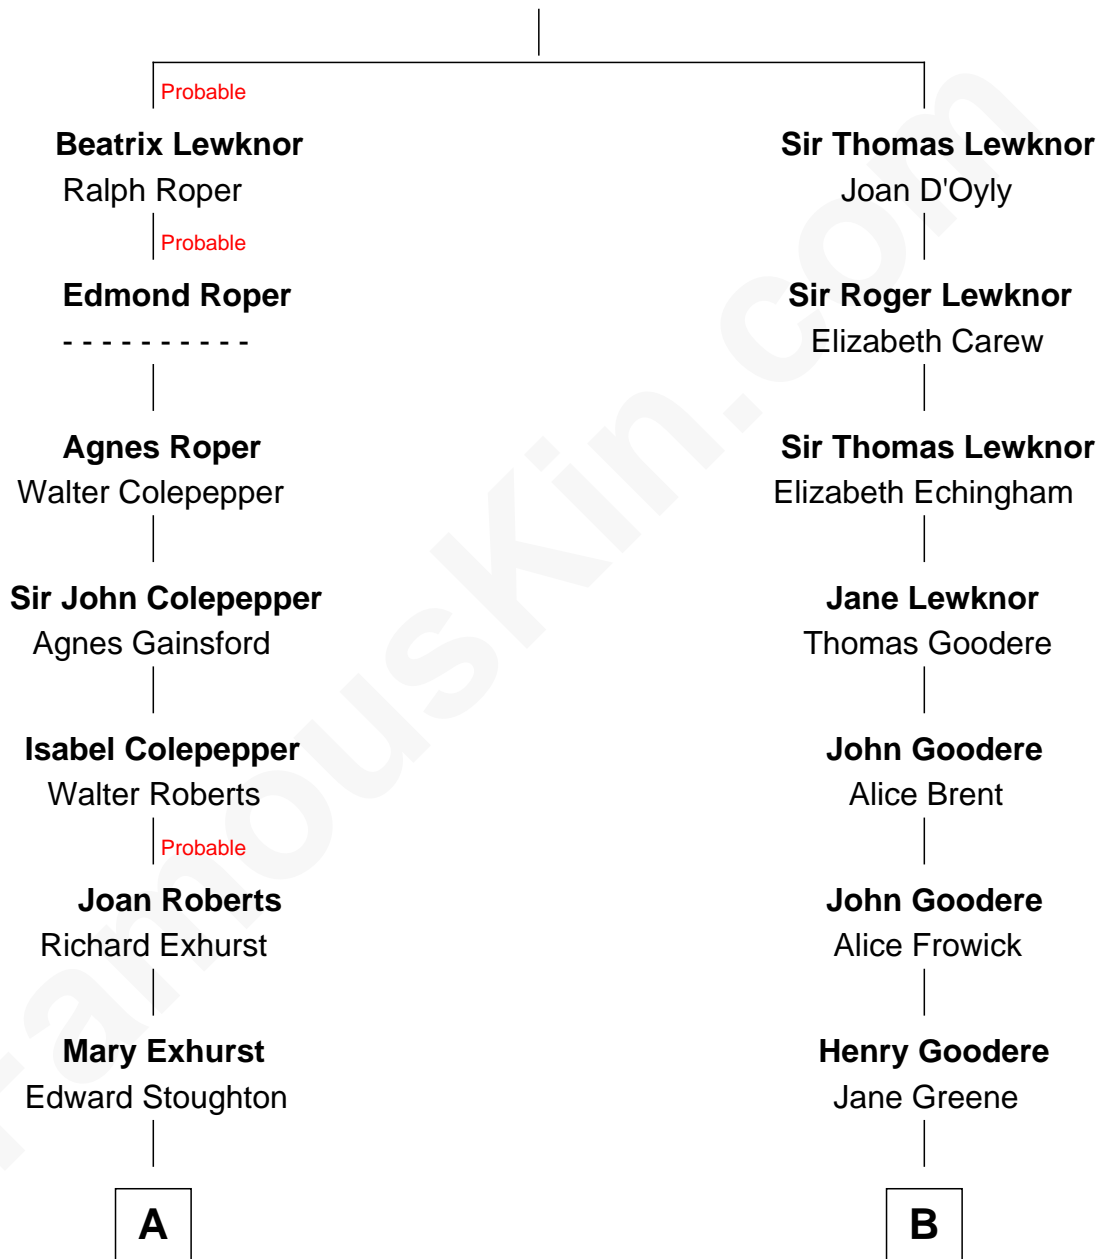 Probable
Beatrix Lewknor
Ralph Roper
Probable
Edmond Roper
- - - - - - - - - -
Agnes Roper
Walter Colepepper
Sir John Colepepper
Agnes Gainsford
Isabel Colepepper
Walter Roberts
Probable
Joan Roberts
Richard Exhurst
Mary Exhurst
Edward Stoughton
A
Sir Thomas Lewknor
Joan D'Oyly
Sir Roger Lewknor
Elizabeth Carew
Sir Thomas Lewknor
Elizabeth Echingham
Jane Lewknor
Thomas Goodere
John Goodere
Alice Brent
John Goodere
Alice Frowick
Henry Goodere
Jane Greene
B
FamousKin.com